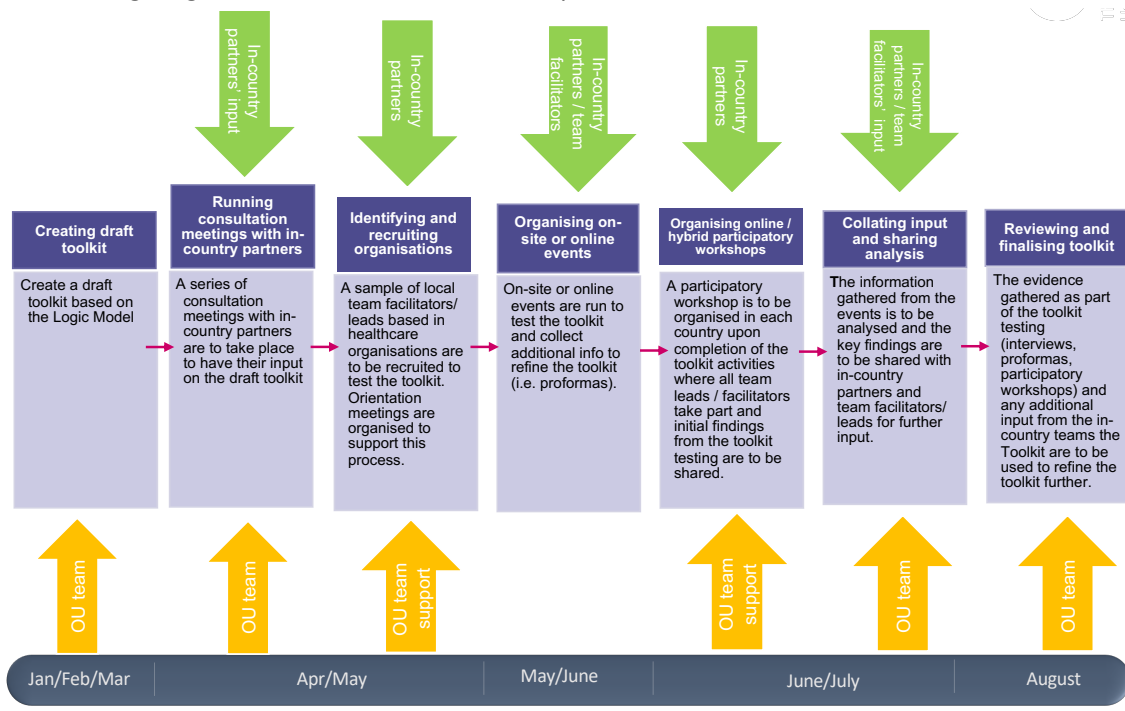 In-country
partners' input
In-country
partners
In-country
partners / team
facilitators
In-country
partners
In-country
partners / team
facilitators' input
Creating draft
toolkit
Create a draft
toolkit based on
the Logic Model
Running
consultation
meetings with in-
country partners
A series of
consultation
meetings with in-
country partners
are to take place
to have their input
on the draft toolkit
Identifying and
recruiting
organisations
A sample of local
team facilitators/
leads based in
healthcare
organisations are
to be recruited to
test the toolkit.
Orientation
meetings are
organised to
support this
process.
Organising on-
site or online
events
On-site or online
events are run to
test the toolkit
and collect
additional info to
refine the toolkit
(i.e. proformas).
Organising online /
hybrid participatory
workshops
A participatory
workshop is to be
organised in each
country upon
completion of the
toolkit activities
where all team
leads / facilitators
take part and
initial findings
from the toolkit
testing are to be
shared.
Collating input
and sharing
analysis
The information
gathered from the
events is to be
analysed and the
key findings are
to be shared with
in-country
partners and
team facilitators/
leads for further
input.
Reviewing and
finalising toolkit
The evidence
gathered as part
of the toolkit
testing
(interviews,
proformas,
participatory
workshops) and
any additional
input from the in-
country teams the
Toolkit are to be
used to refine the
toolkit further.
OU team
OU team
OU team
support
OU team
support
OU team
OU team
Jan/Feb/Mar
Apr/May
May/June
June/July
August